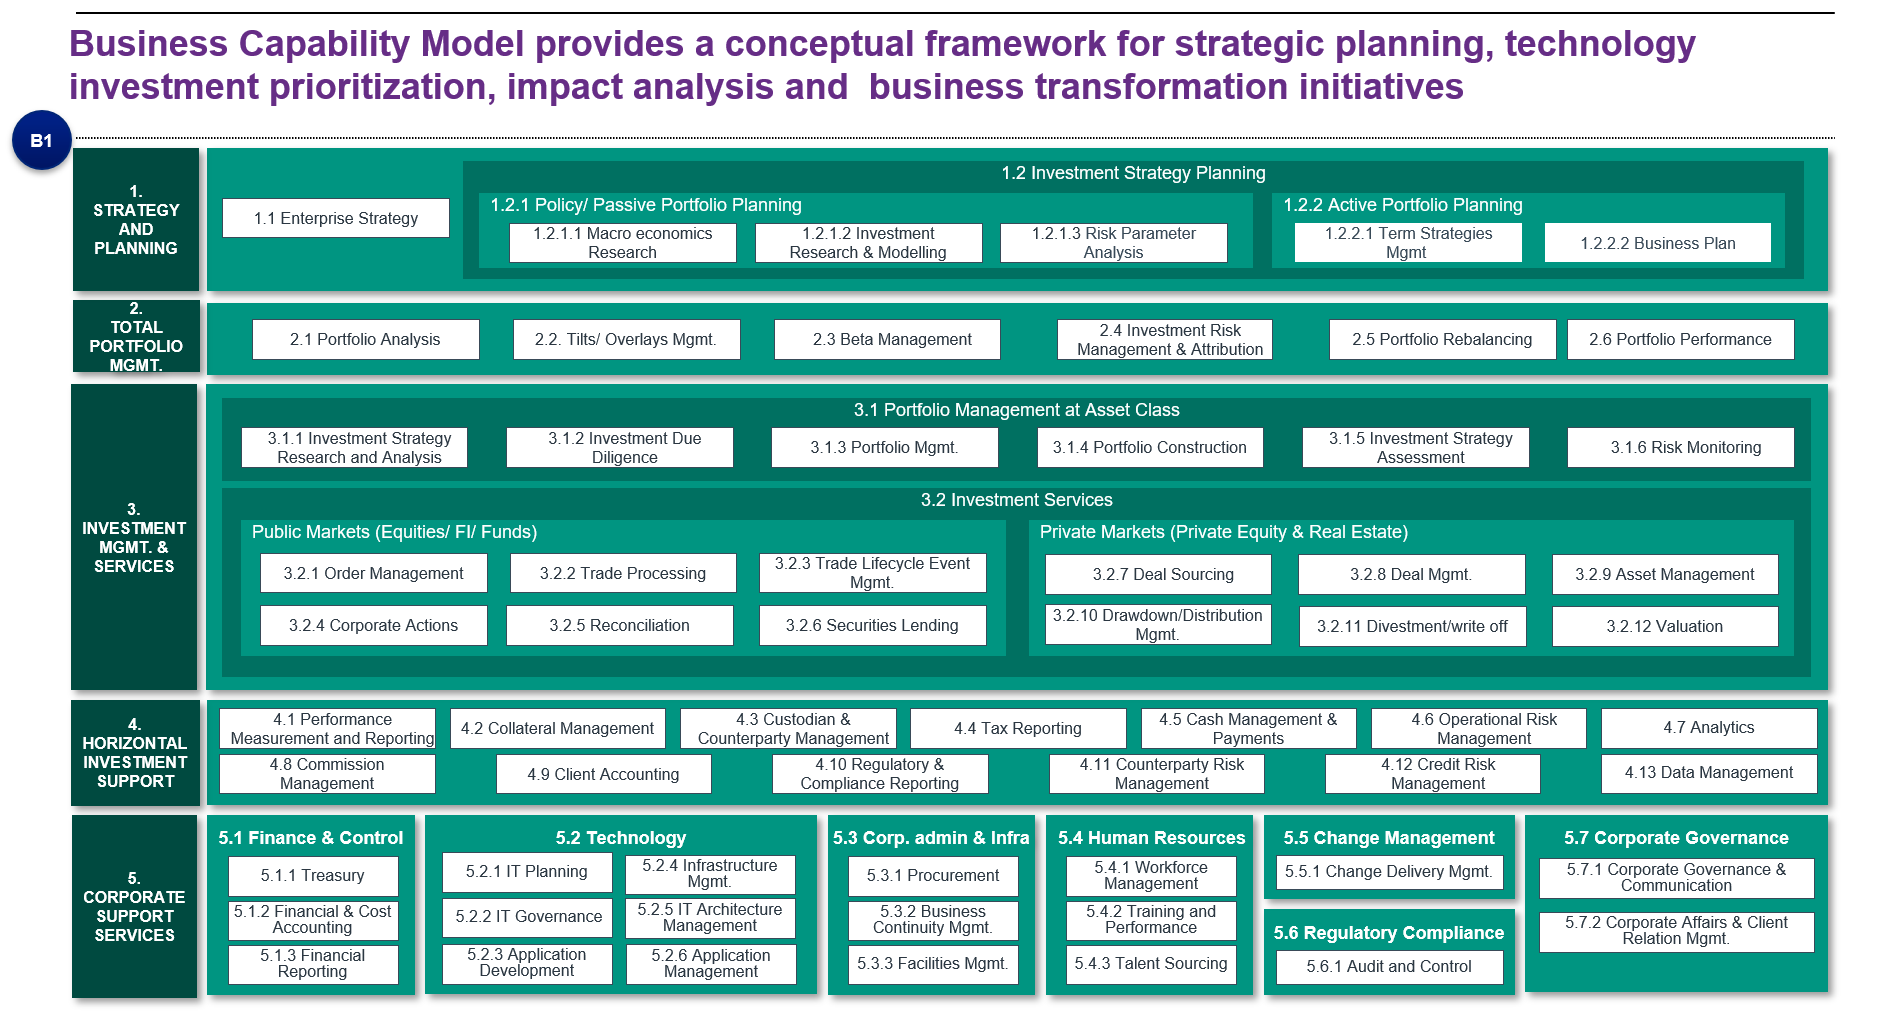 Business Capability Model provides a conceptual framework for strategic planning, technology
investment prioritization, impact analysis and  business transformation initiatives
B1
1.
STRATEGY
AND
PLANNING
1.1 Enterprise Strategy
1.2 Investment Strategy Planning
1.2.1 Policy/ Passive Portfolio Planning
1.2.1.1 Macro economics
Research
1.2.1.2 Investment
Research & Modelling
1.2.1.3 Risk Parameter
Analysis
1.2.2 Active Portfolio Planning
1.2.2.1 Term Strategies
Mgmt
1.2.2.2 Business Plan
2.
TOTAL
PORTFOLIO
MGMT.
2.1 Portfolio Analysis
2.2. Tilts/ Overlays Mgmt.
2.3 Beta Management
2.4 Investment Risk
Management & Attribution
2.5 Portfolio Rebalancing
2.6 Portfolio Performance
3.
INVESTMENT
MGMT. &
SERVICES
3.1 Portfolio Management at Asset Class
3.1.1 Investment Strategy
Research and Analysis
3.1.2 Investment Due
Diligence
3.1.3 Portfolio Mgmt.
3.1.4 Portfolio Construction
3.1.5 Investment Strategy
Assessment
3.1.6 Risk Monitoring
3.2 Investment Services
Public Markets (Equities/ FI/ Funds)
3.2.1 Order Management
3.2.2 Trade Processing
3.2.3 Trade Lifecycle Event
Mgmt.
3.2.4 Corporate Actions
3.2.5 Reconciliation
3.2.6 Securities Lending
Private Markets (Private Equity & Real Estate)
3.2.7 Deal Sourcing
3.2.8 Deal Mgmt.
3.2.9 Asset Management
3.2.10 Drawdown/Distribution
Mgmt.
3.2.11 Divestment/write off
3.2.12 Valuation
4.
HORIZONTAL
INVESTMENT
SUPPORT
4.1 Performance
Measurement and Reporting
4.2 Collateral Management
4.3 Custodian &
Counterparty Management
4.4 Tax Reporting
4.5 Cash Management &
Payments
4.6 Operational Risk
Management
4.7 Analytics
4.8 Commission
Management
4.9 Client Accounting
4.10 Regulatory &
Compliance Reporting
4.11 Counterparty Risk
Management
4.12 Credit Risk
Management
4.13 Data Management
5.
CORPORATE
SUPPORT
SERVICES
5.1 Finance & Control
5.1.1 Treasury
5.1.2 Financial & Cost
Accounting
5.1.3 Financial
Reporting
5.2 Technology
5.2.1 IT Planning
5.2.2 IT Governance
5.2.3 Application
Development
5.2.4 Infrastructure
Mgmt.
5.2.5 IT Architecture
Management
5.2.6 Application
Management
5.3 Corp. admin & Infra
5.3.1 Procurement
5.3.2 Business
Continuity Mgmt.
5.3.3 Facilities Mgmt.
5.4 Human Resources
5.4.1 Workforce
Management
5.4.2 Training and
Performance
5.4.3 Talent Sourcing
5.5 Change Management
5.5.1 Change Delivery Mgmt.
5.6 Regulatory Compliance
5.6.1 Audit and Control
5.7 Corporate Governance
5.7.1 Corporate Governance &
Communication
5.7.2 Corporate Affairs & Client
Relation Mgmt.